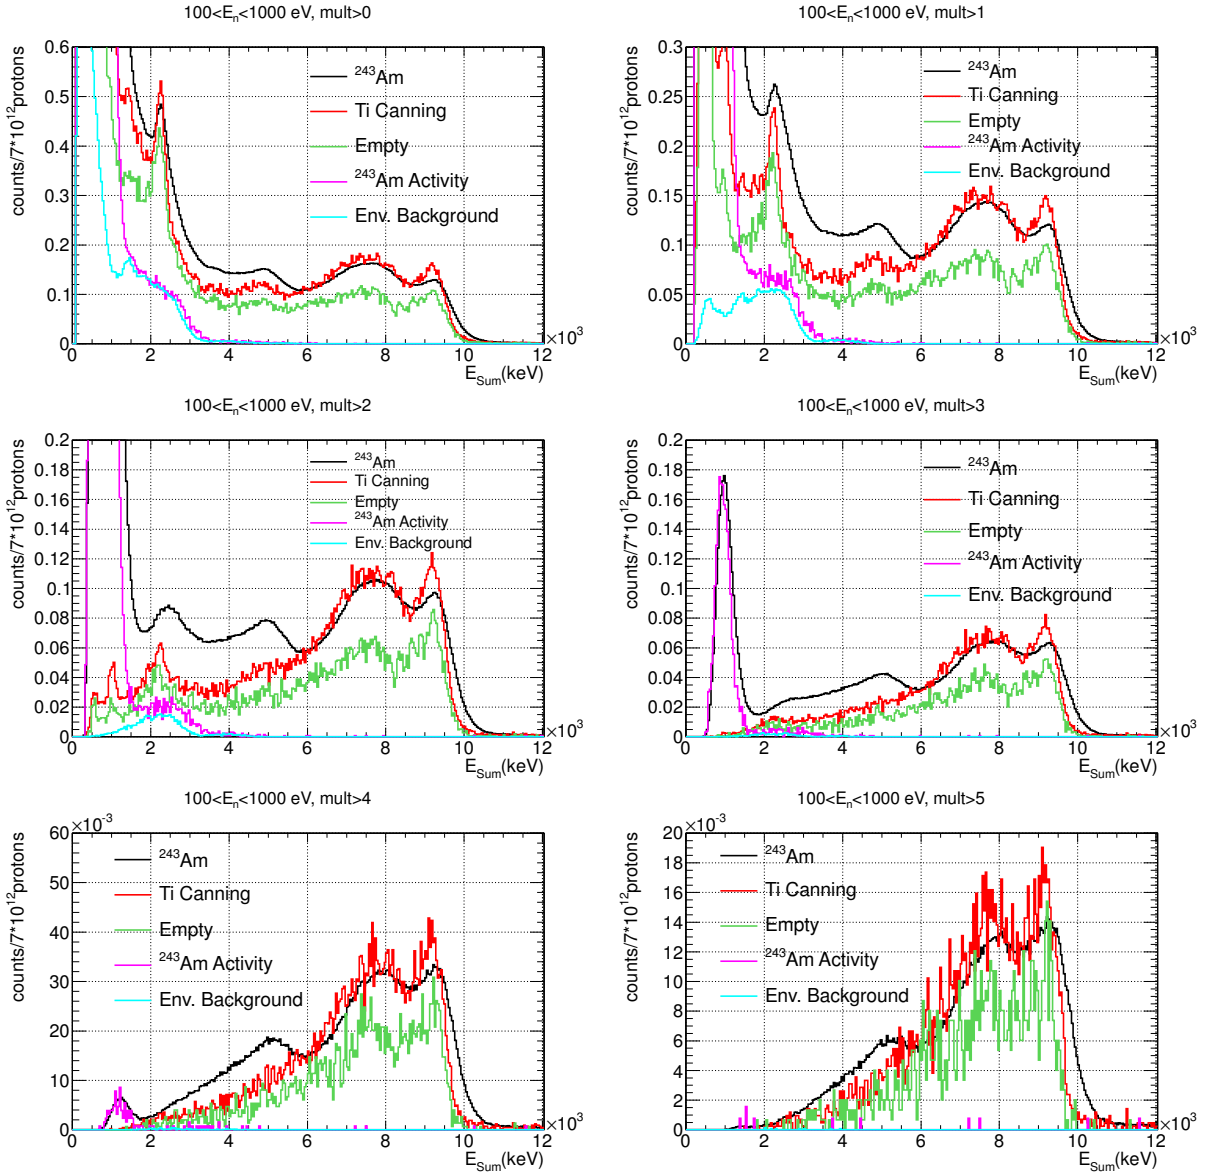 100<Eₙ<1000 eV, mult>0
counts/7*10¹²protons
0.6
0.5
0.4
0.3
0.2
0.1
0
²⁴³Am
Ti Canning
Empty
²⁴³Am Activity
Env. Background
0 2 4 6 8 10 12
×10³
E_Sum(keV)
100<Eₙ<1000 eV, mult>1
counts/7*10¹²protons
0.3
0.25
0.2
0.15
0.1
0.05
0
²⁴³Am
Ti Canning
Empty
²⁴³Am Activity
Env. Background
0 2 4 6 8 10 12
×10³
E_Sum(keV)
100<Eₙ<1000 eV, mult>2
counts/7*10¹²protons
0.2
0.18
0.16
0.14
0.12
0.1
0.08
0.06
0.04
0.02
0
²⁴³Am
Ti Canning
Empty
²⁴³Am Activity
Env. Background
0 2 4 6 8 10 12
×10³
E_Sum(keV)
100<Eₙ<1000 eV, mult>3
counts/7*10¹²protons
0.2
0.18
0.16
0.14
0.12
0.1
0.08
0.06
0.04
0.02
0
²⁴³Am
Ti Canning
Empty
²⁴³Am Activity
Env. Background
0 2 4 6 8 10 12
×10³
E_Sum(keV)
100<Eₙ<1000 eV, mult>4
×10⁻³
counts/7*10¹²protons
60
50
40
30
20
10
0
²⁴³Am
Ti Canning
Empty
²⁴³Am Activity
Env. Background
0 2 4 6 8 10 12
×10³
E_Sum(keV)
100<Eₙ<1000 eV, mult>5
×10⁻³
counts/7*10¹²protons
20
18
16
14
12
10
8
6
4
2
0
²⁴³Am
Ti Canning
Empty
²⁴³Am Activity
Env. Background
0 2 4 6 8 10 12
×10³
E_Sum(keV)